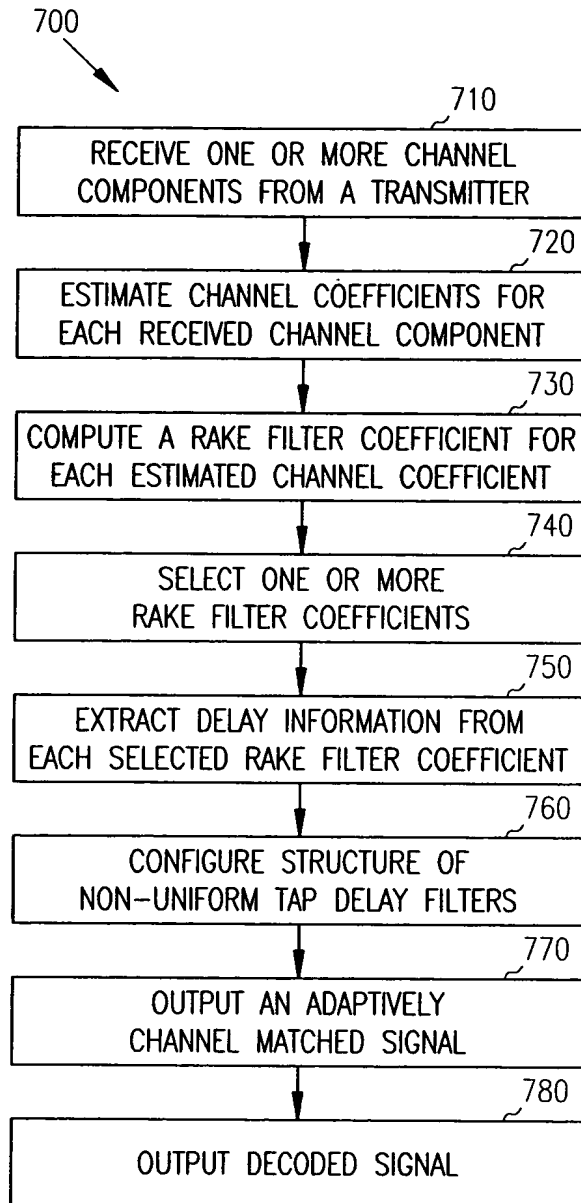 700
710
RECEIVE ONE OR MORE CHANNEL
COMPONENTS FROM A TRANSMITTER
720
ESTIMATE CHANNEL COEFFICIENTS FOR
EACH RECEIVED CHANNEL COMPONENT
730
COMPUTE A RAKE FILTER COEFFICIENT FOR
EACH ESTIMATED CHANNEL COEFFICIENT
740
SELECT ONE OR MORE
RAKE FILTER COEFFICIENTS
750
EXTRACT DELAY INFORMATION FROM
EACH SELECTED RAKE FILTER COEFFICIENT
760
CONFIGURE STRUCTURE OF
NON-UNIFORM TAP DELAY FILTERS
770
OUTPUT AN ADAPTIVELY
CHANNEL MATCHED SIGNAL
780
OUTPUT DECODED SIGNAL